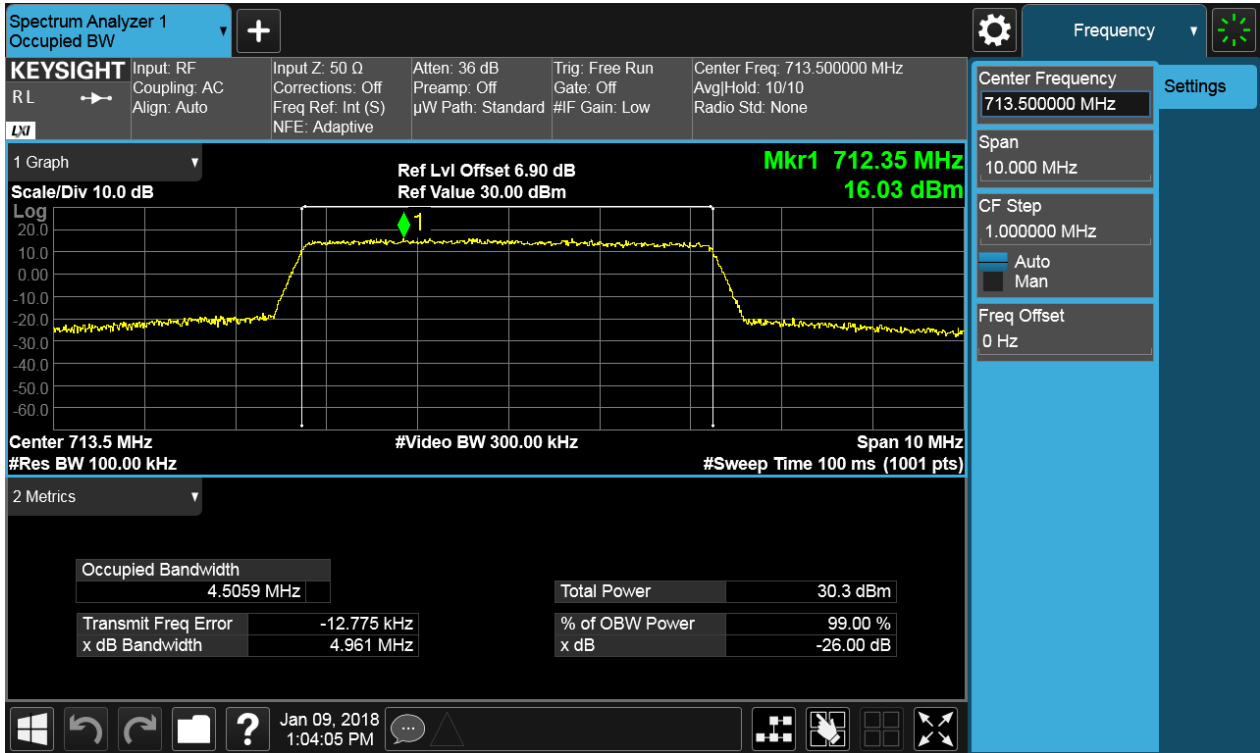 Spectrum Analyzer 1
Occupied BW
Frequency
KEYSIGHT
RL
LXI
Input: RF
Coupling: AC
Align: Auto
Input Z: 50 Ω
Corrections: Off
Freq Ref: Int (S)
NFE: Adaptive
Atten: 36 dB
Preamp: Off
µW Path: Standard
Trig: Free Run
Gate: Off
#IF Gain: Low
Center Freq: 713.500000 MHz
Avg|Hold: 10/10
Radio Std: None
1 Graph
Scale/Div 10.0 dB
Ref Lvl Offset 6.90 dB
Ref Value 30.00 dBm
Mkr1 712.35 MHz
16.03 dBm
Log
1
20.0
10.0
0.00
-10.0
-20.0
-30.0
-40.0
-50.0
-60.0
Center 713.5 MHz
#Video BW 300.00 kHz
Span 10 MHz
#Res BW 100.00 kHz
#Sweep Time 100 ms (1001 pts)
2 Metrics
Occupied Bandwidth
4.5059 MHz
Total Power 30.3 dBm
Transmit Freq Error -12.775 kHz
% of OBW Power 99.00 %
x dB Bandwidth 4.961 MHz
x dB -26.00 dB
Center Frequency
713.500000 MHz
Settings
Span
10.000 MHz
CF Step
1.000000 MHz
Auto
Man
Freq Offset
0 Hz
?
Jan 09, 2018
1:04:05 PM